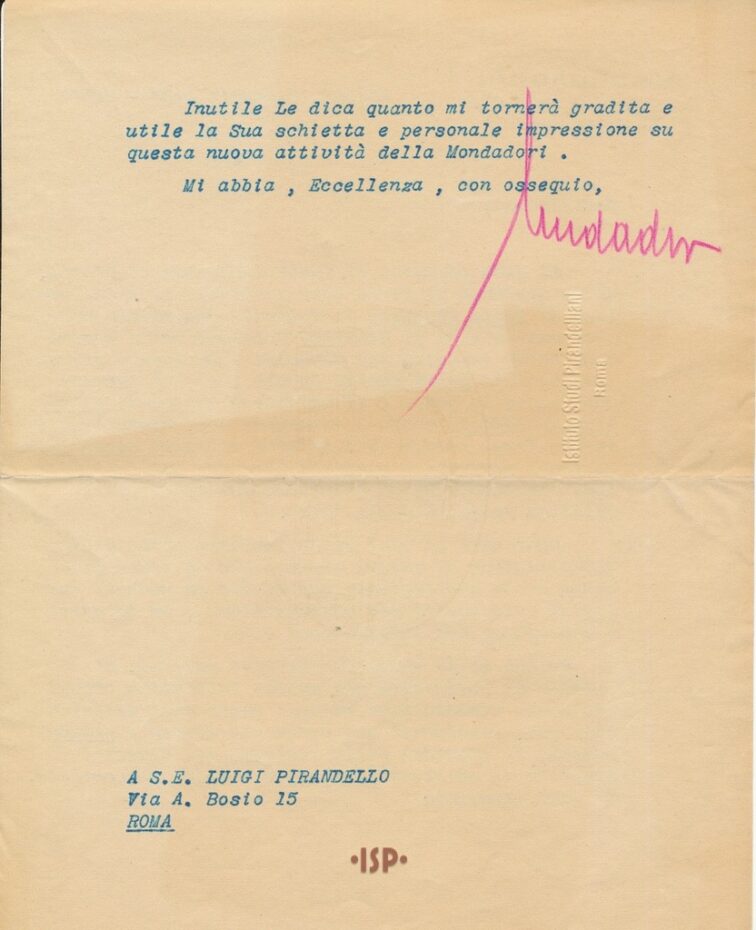 Inutile Le dica quanto mi tornerà gradita e
utile la Sua schietta e personale impressione su
questa nuova attività della Mondadori .
Mi abbia , Eccellenza , con ossequio,
Mondadori
Istituto Studi Pirandelliani
Roma
A S.E. LUIGI PIRANDELLO
Via A. Bosio 15
ROMA
·ISP·